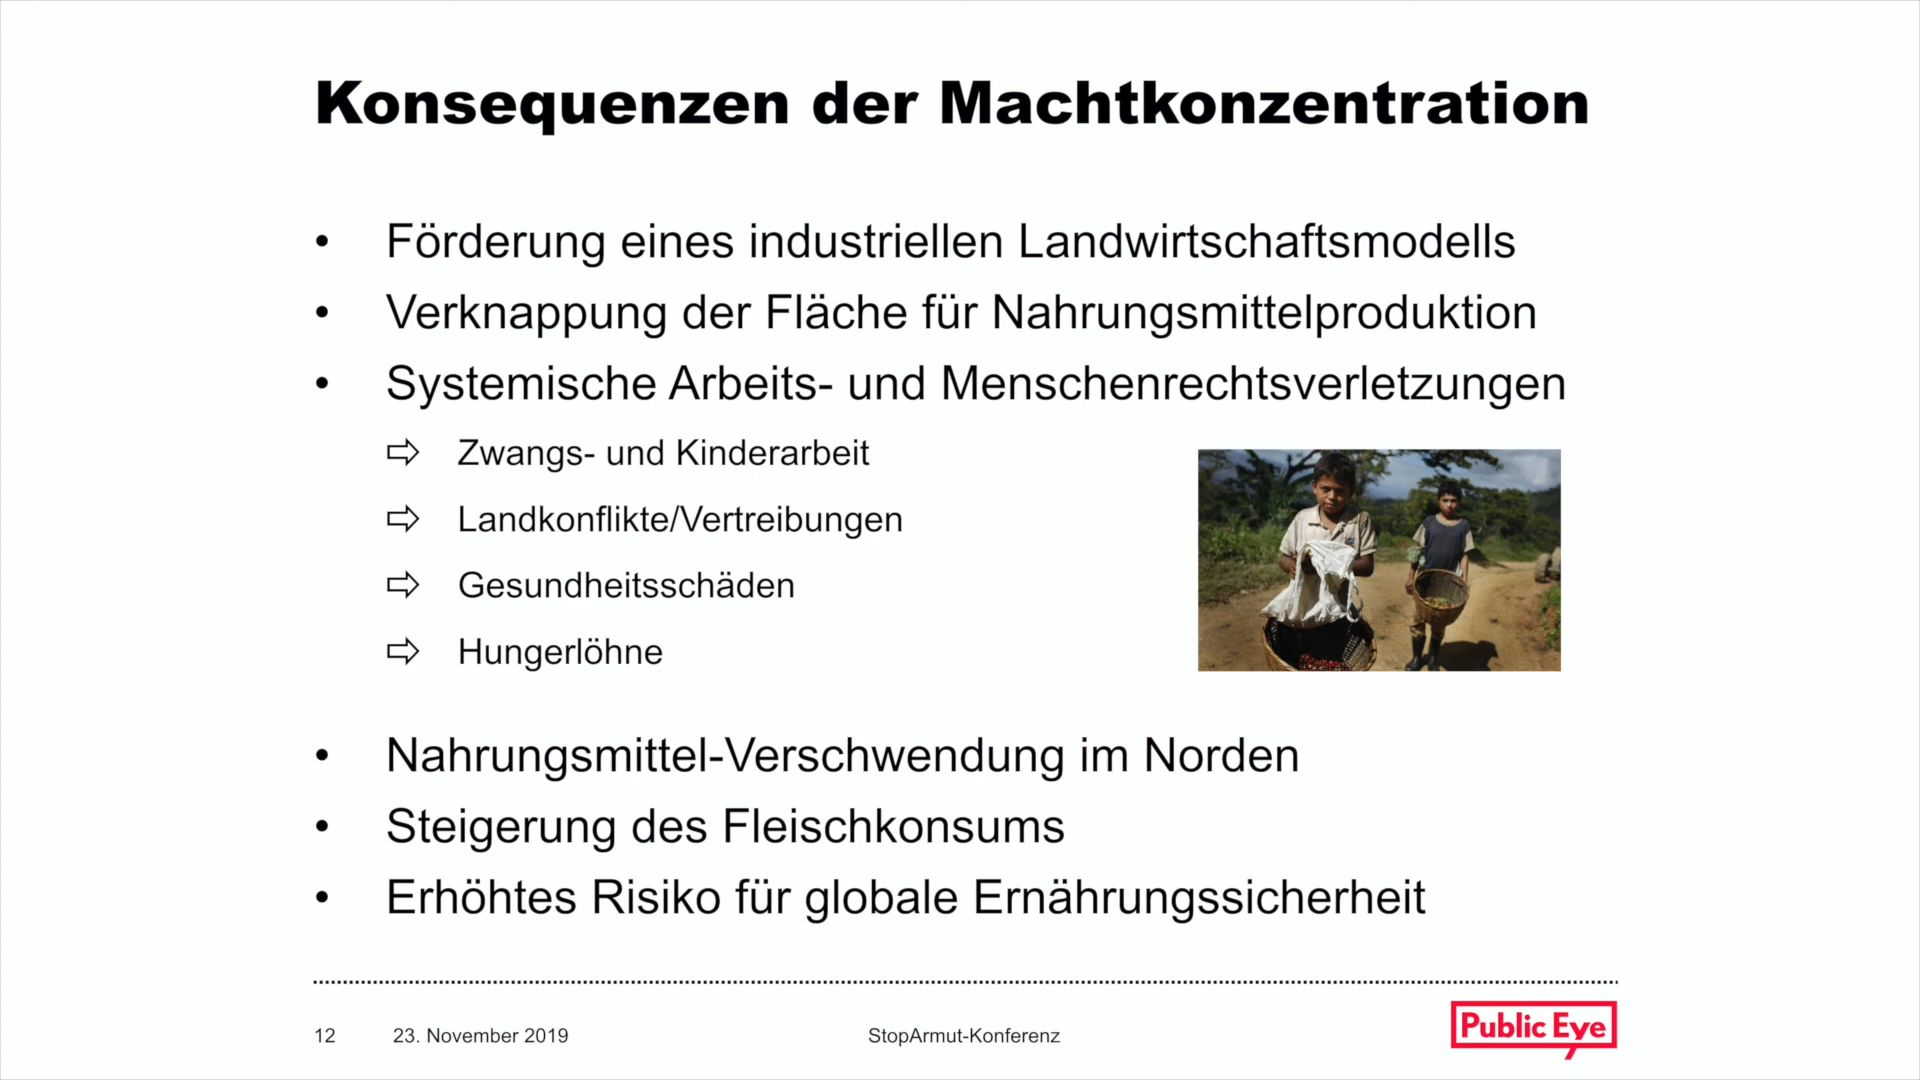 Konsequenzen der Machtkonzentration
• Förderung eines industriellen Landwirtschaftsmodells
• Verknappung der Fläche für Nahrungsmittelproduktion
• Systemische Arbeits- und Menschenrechtsverletzungen
⇨ Zwangs- und Kinderarbeit
⇨ Landkonflikte/Vertreibungen
⇨ Gesundheitsschäden
⇨ Hungerlöhne
• Nahrungsmittel-Verschwendung im Norden
• Steigerung des Fleischkonsums
• Erhöhtes Risiko für globale Ernährungssicherheit
12 23. November 2019 StopArmut-Konferenz Public Eye